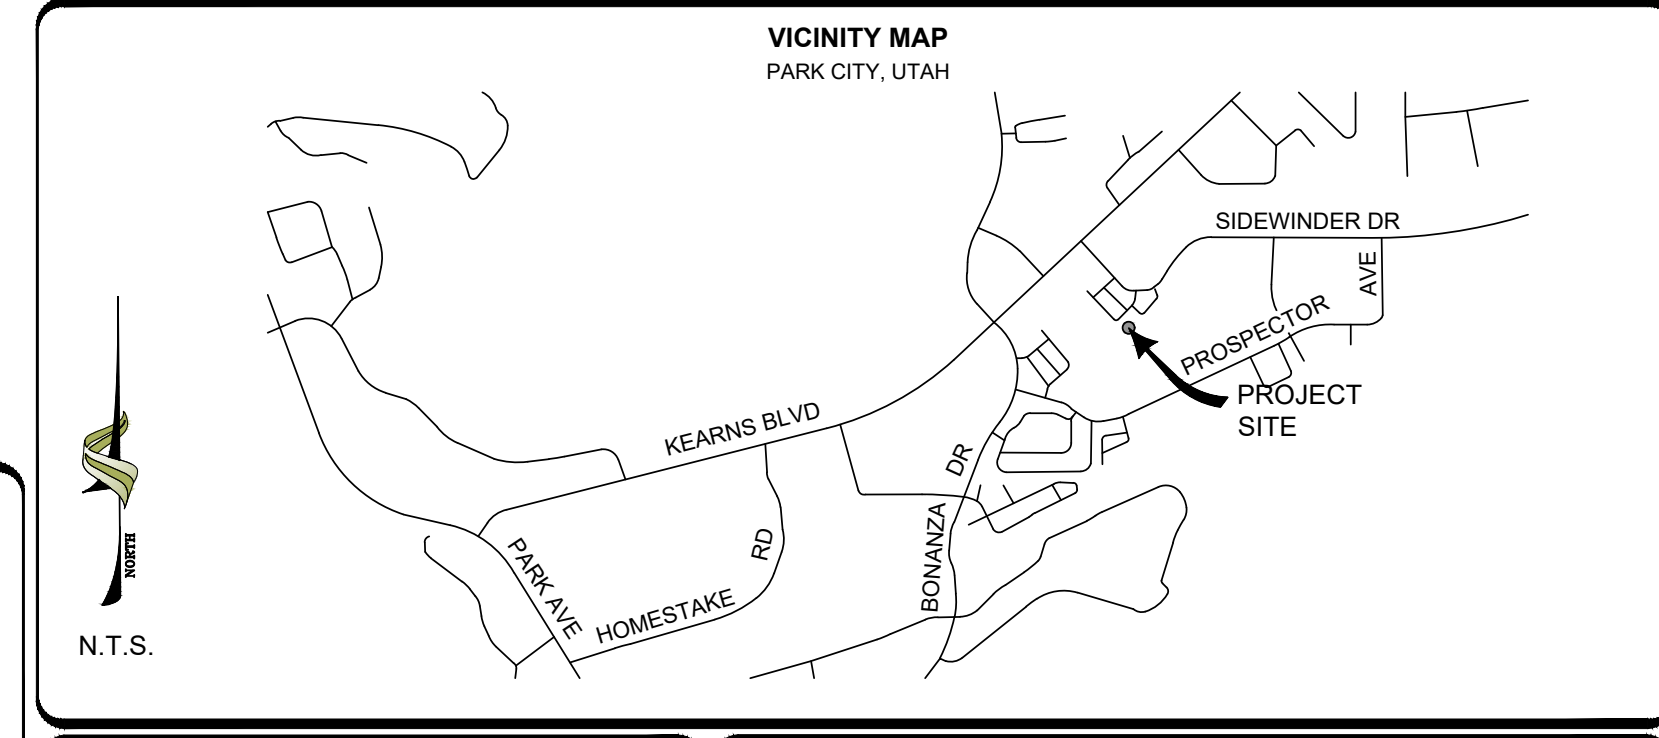 VICINITY MAP
PARK CITY, UTAH
SIDEWINDER DR
AVE
PROSPECTOR
PROJECT
SITE
KEARNS BLVD
DR
BONANZA
RD
PARK AVE
HOMESTAKE
NORTH
N.T.S.